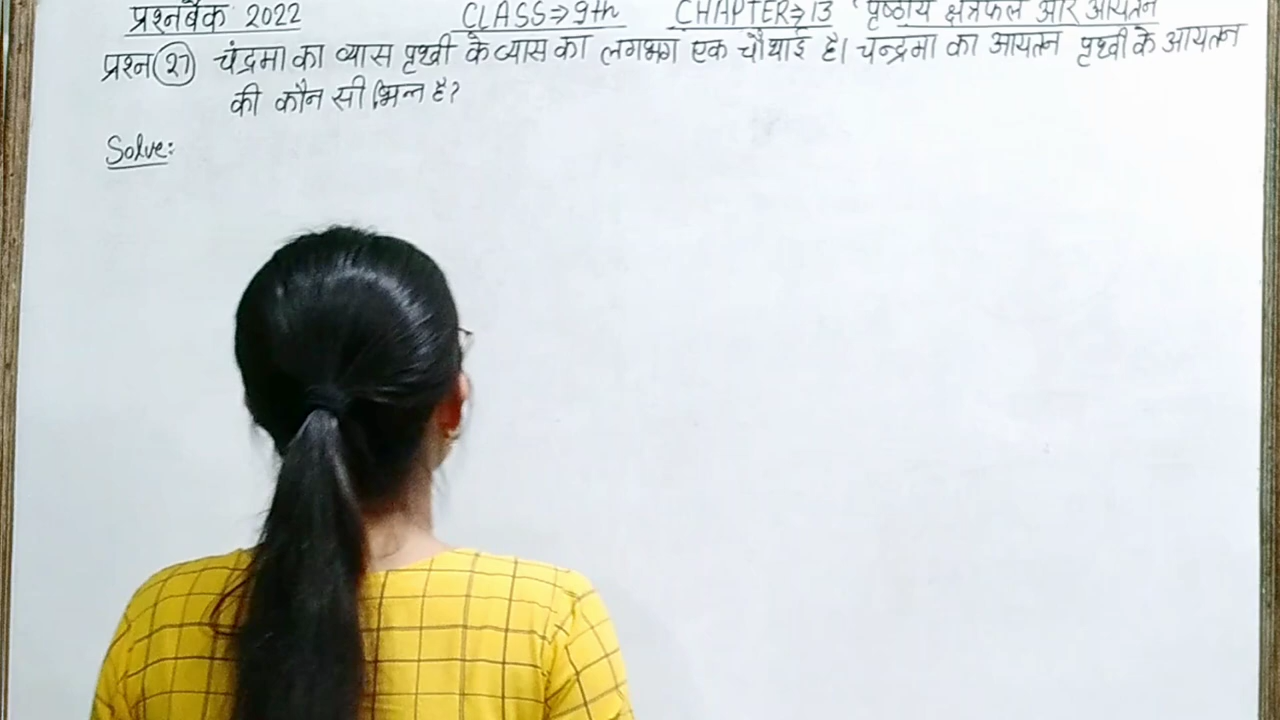 प्रश्नबैंक 2022 CLASS⇒9th CHAPTER⇒13 'पृष्ठीय क्षेत्रफल और आयतन
प्रश्न (27) चंद्रमा का व्यास पृथ्वी के व्यास का लगभग एक चौथाई है। चन्द्रमा का आयतन पृथ्वी के आयतन
की कौन सी भिन्न है?
Solve: